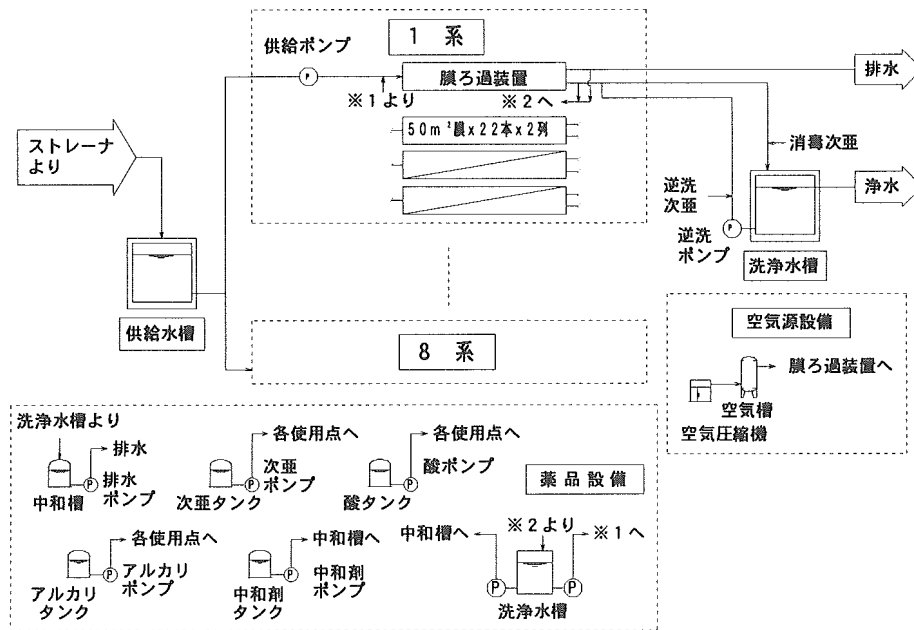 1 系
供給ポンプ
P
膜ろ過装置
排水
※1より
※2へ
50m²膜x22本x2列
ストレーナ
より
消毒次亜
逆洗
次亜
浄水
P
逆洗
ポンプ
洗浄水槽
供給水槽
空気源設備
8 系
膜ろ過装置へ
空気槽
空気圧縮機
洗浄水槽より
排水
P
排水
ポンプ
中和槽
各使用点へ
P
次亜
ポンプ
次亜タンク
各使用点へ
酸ポンプ
P
酸タンク
薬品設備
各使用点へ
P
アルカリ
ポンプ
アルカリ
タンク
中和槽へ
P
中和剤
ポンプ
中和剤
タンク
中和槽へ
※2より
※1へ
P
P
洗浄水槽